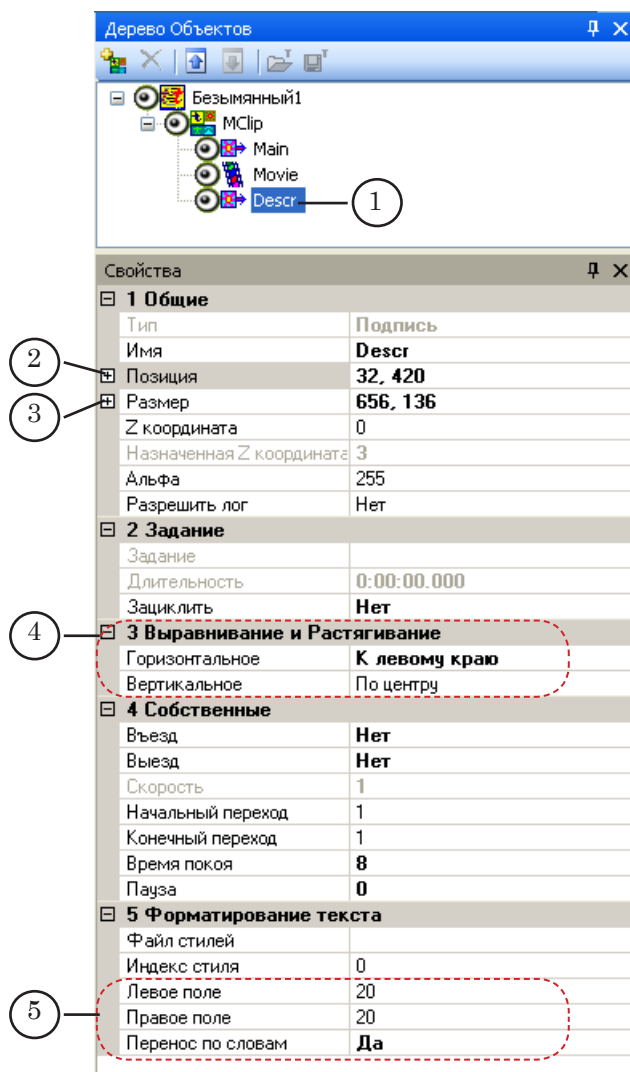 Дерево Объектов
Безымянный1
MClip
Main
Movie
Descr
1
Свойства
1 Общие
Тип Подпись
Имя Descr
2
Позиция 32, 420
3
Размер 656, 136
Z координата 0
Назначенная Z координата 3
Альфа 255
Разрешить лог Нет
2 Задание
Задание
Длительность 0:00:00.000
Зациклить Нет
4
3 Выравнивание и Растягивание
Горизонтальное К левому краю
Вертикальное По центру
4 Собственные
Въезд Нет
Выезд Нет
Скорость 1
Начальный переход 1
Конечный переход 1
Время покоя 8
Пауза 0
5 Форматирование текста
Файл стилей
Индекс стиля 0
Левое поле 20
5
Правое поле 20
Перенос по словам Да